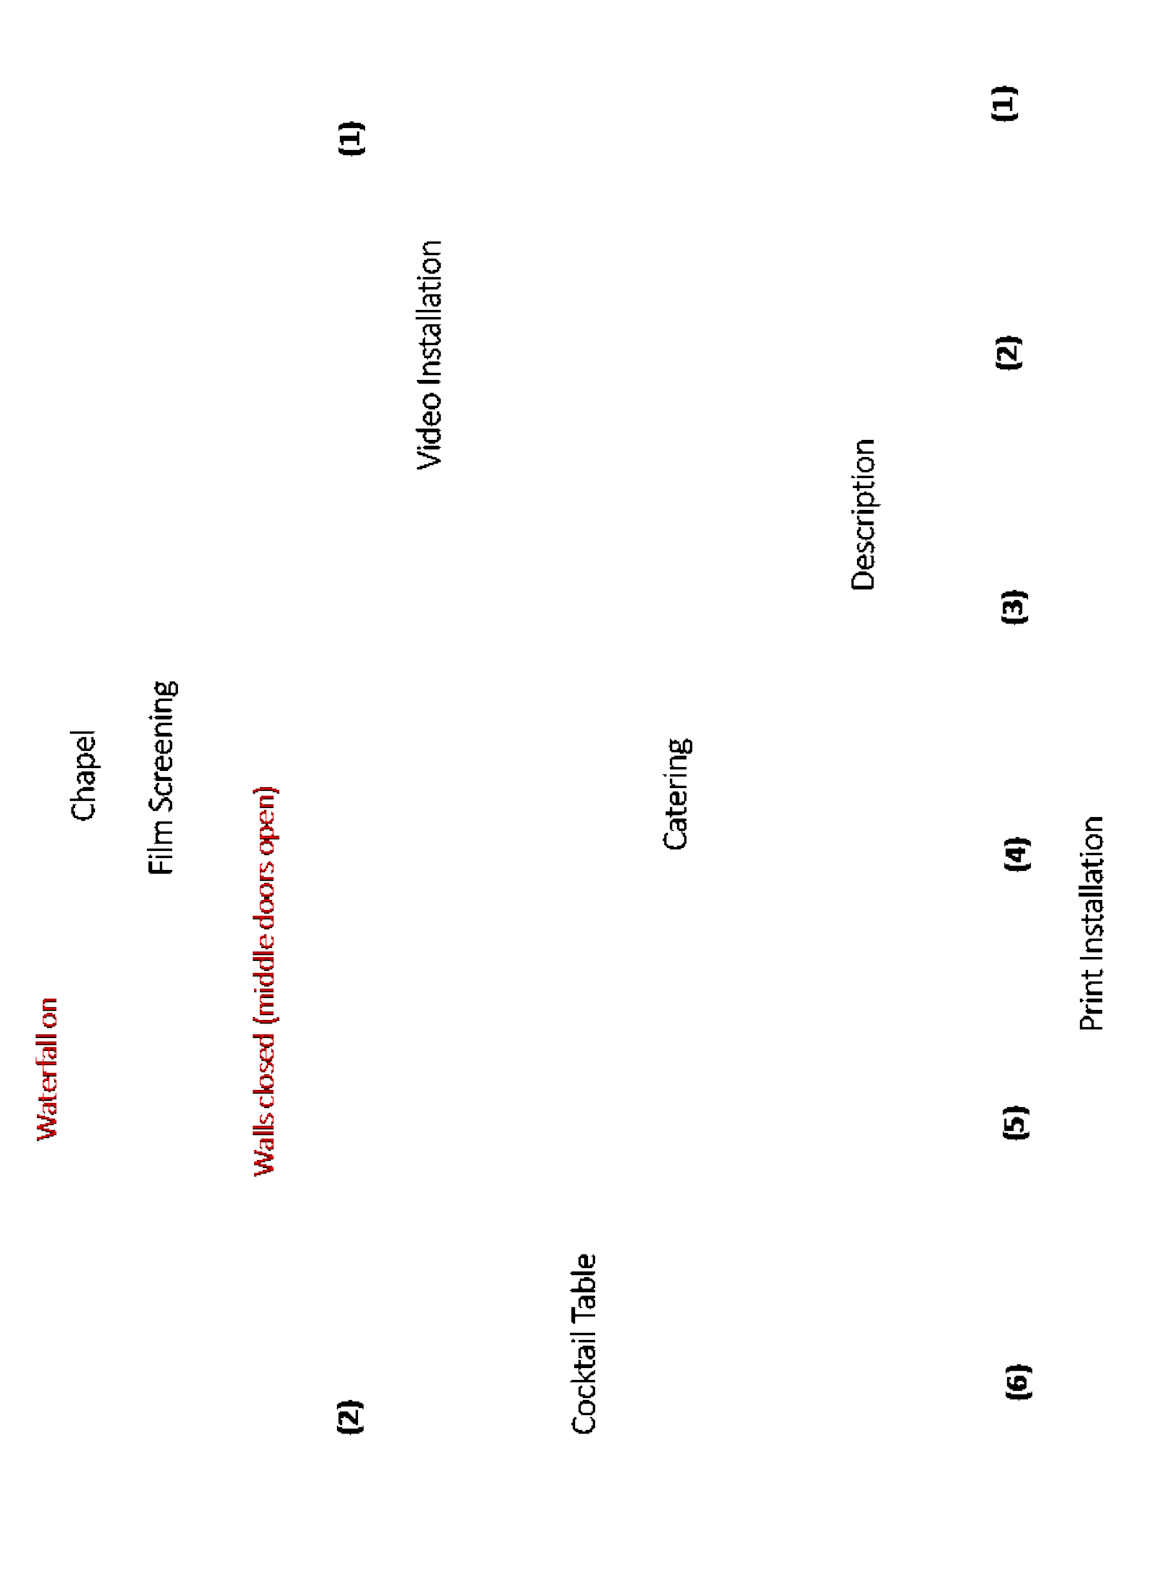 Waterfall on
Chapel
Film Screening
Walls closed (middle doors open)
(2)
(1)
Video Installation
Cocktail Table
Catering
Description
(6)
(5)
(4)
(3)
(2)
(1)
Print Installation